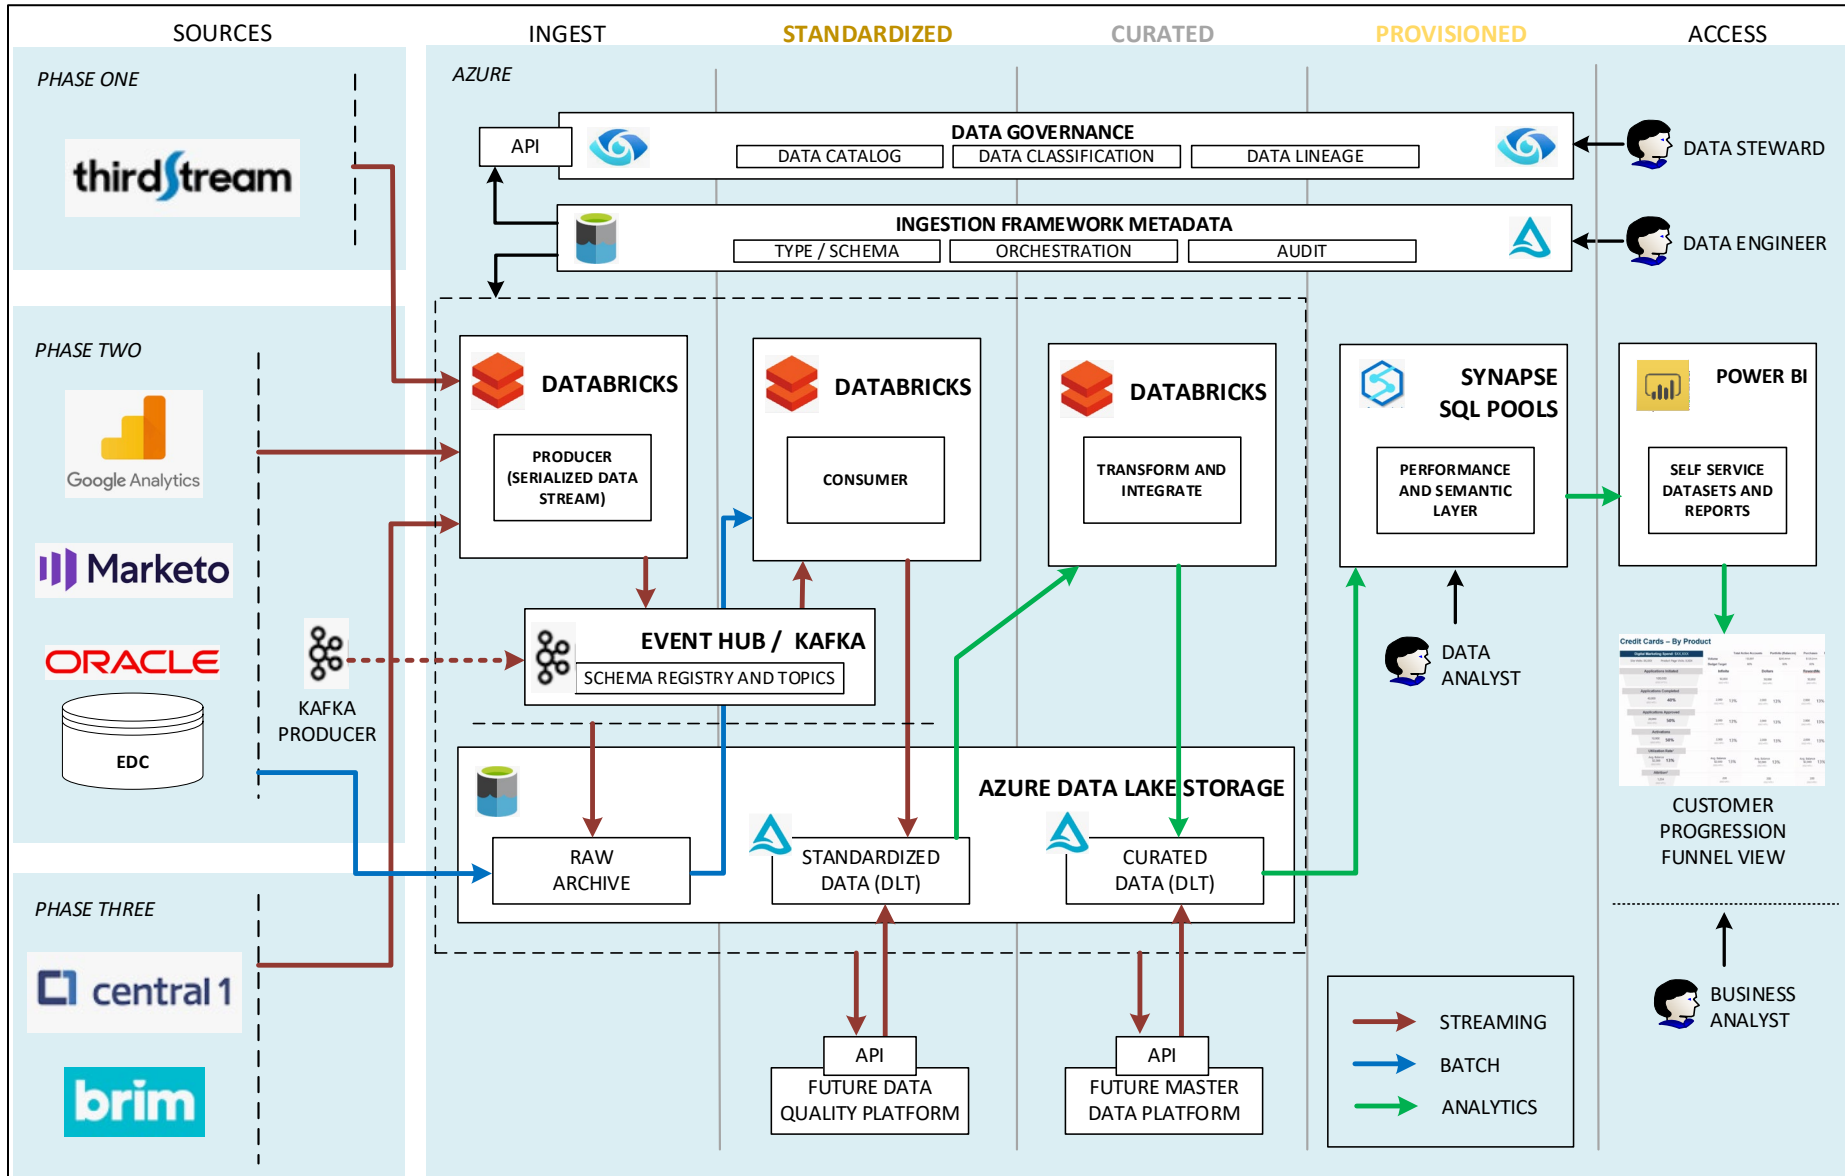 SOURCES
INGEST
STANDARDIZED
CURATED
PROVISIONED
ACCESS
PHASE ONE
thirdstream
PHASE TWO
Google Analytics
Marketo
ORACLE
EDC
KAFKA
PRODUCER
PHASE THREE
central 1
brim
AZURE
API
DATA GOVERNANCE
DATA CATALOG
DATA CLASSIFICATION
DATA LINEAGE
DATA STEWARD
INGESTION FRAMEWORK METADATA
TYPE / SCHEMA
ORCHESTRATION
AUDIT
DATA ENGINEER
DATABRICKS
PRODUCER
(SERIALIZED DATA
STREAM)
DATABRICKS
CONSUMER
DATABRICKS
TRANSFORM AND
INTEGRATE
SYNAPSE
SQL POOLS
PERFORMANCE
AND SEMANTIC
LAYER
POWER BI
SELF SERVICE
DATASETS AND
REPORTS
EVENT HUB / KAFKA
SCHEMA REGISTRY AND TOPICS
DATA
ANALYST
AZURE DATA LAKE STORAGE
RAW
ARCHIVE
STANDARDIZED
DATA (DLT)
CURATED
DATA (DLT)
Credit Cards – By Product
CUSTOMER
PROGRESSION
FUNNEL VIEW
BUSINESS
ANALYST
API
FUTURE DATA
QUALITY PLATFORM
API
FUTURE MASTER
DATA PLATFORM
STREAMING
BATCH
ANALYTICS